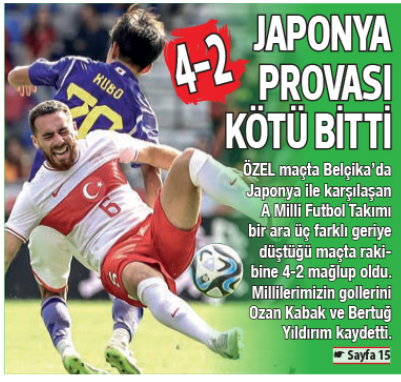 4-2
JAPONYA
PROVASI
KÖTÜ BİTTİ
ÖZEL maçta Belçika'da
Japonya ile karşılaşan
A Milli Futbol Takımı
bir ara üç farklı geriye
düştüğü maçta raki-
bine 4-2 mağlup oldu.
Millilerimizin gollerini
Ozan Kabak ve Bertuğ
Yıldırım kaydetti.
☛ Sayfa 15
KUBO
20
6